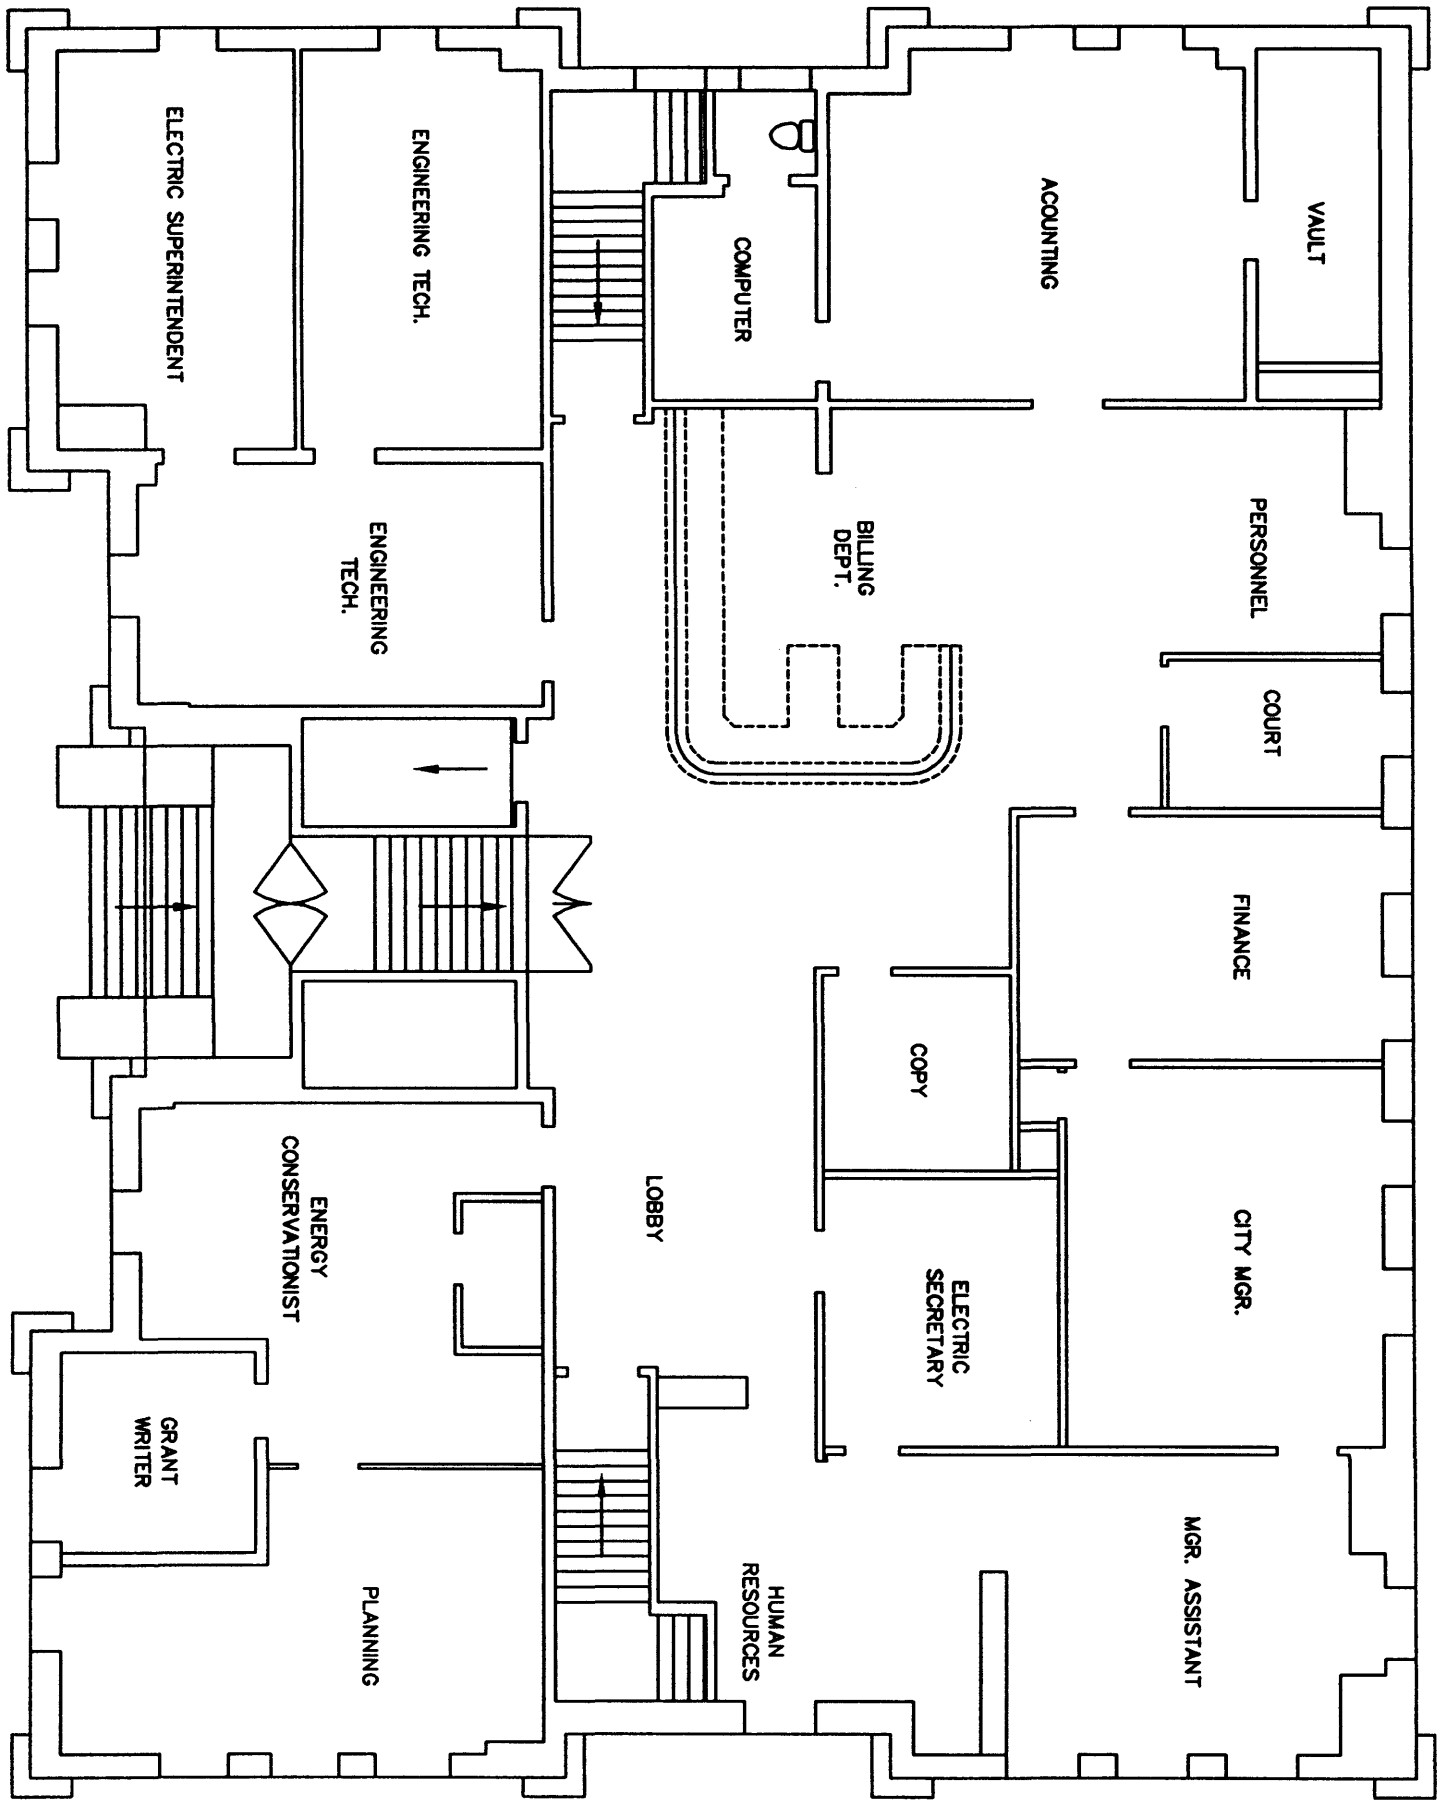 VAULT
PERSONNEL
COURT
FINANCE
CITY MGR.
MGR. ASSISTANT
ACOUNTING
ELECTRIC
SECRETARY
COPY
BILLING
DEPT.
HUMAN
RESOURCES
COMPUTER
LOBBY
ENGINEERING TECH.
ENGINEERING
TECH.
PLANNING
ENERGY
CONSERVATIONIST
ELECTRIC SUPERINTENDENT
GRANT
WRITER